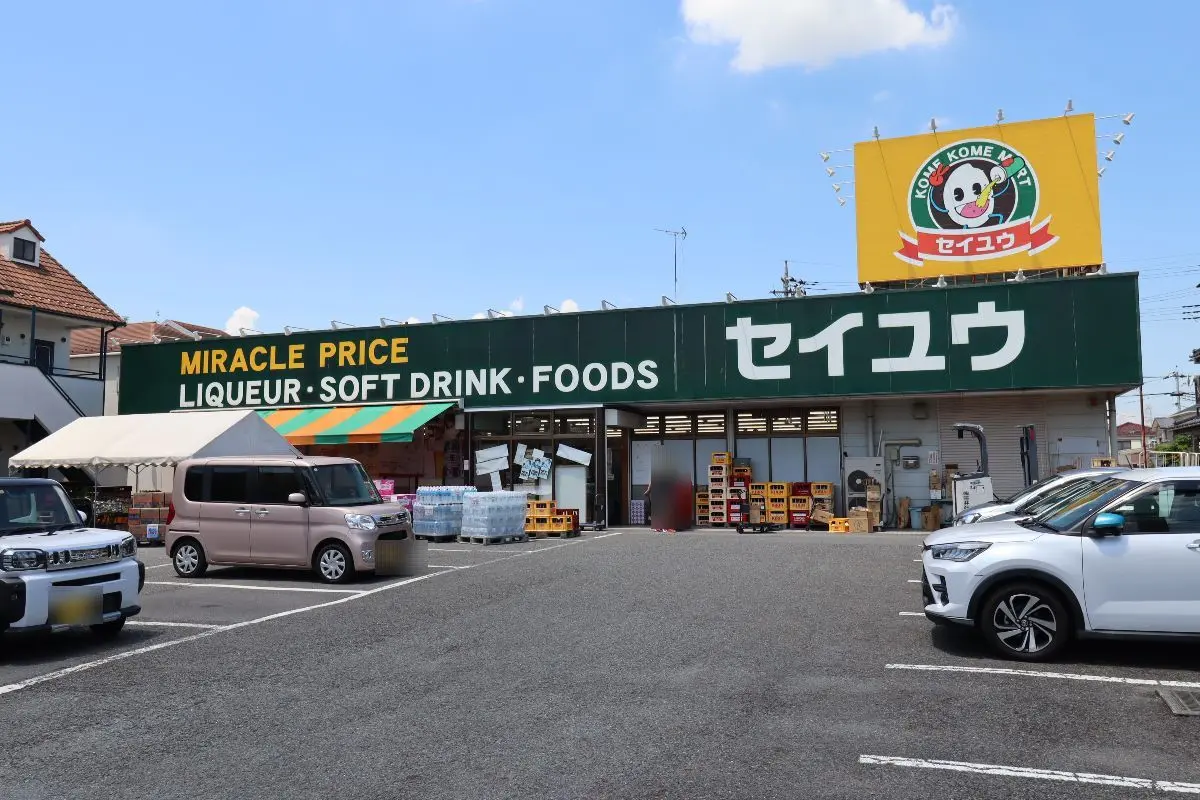 KOME KOME MART
セイユウ
MIRACLE PRICE
LIQUEUR・SOFT DRINK・FOODS
セイユウ